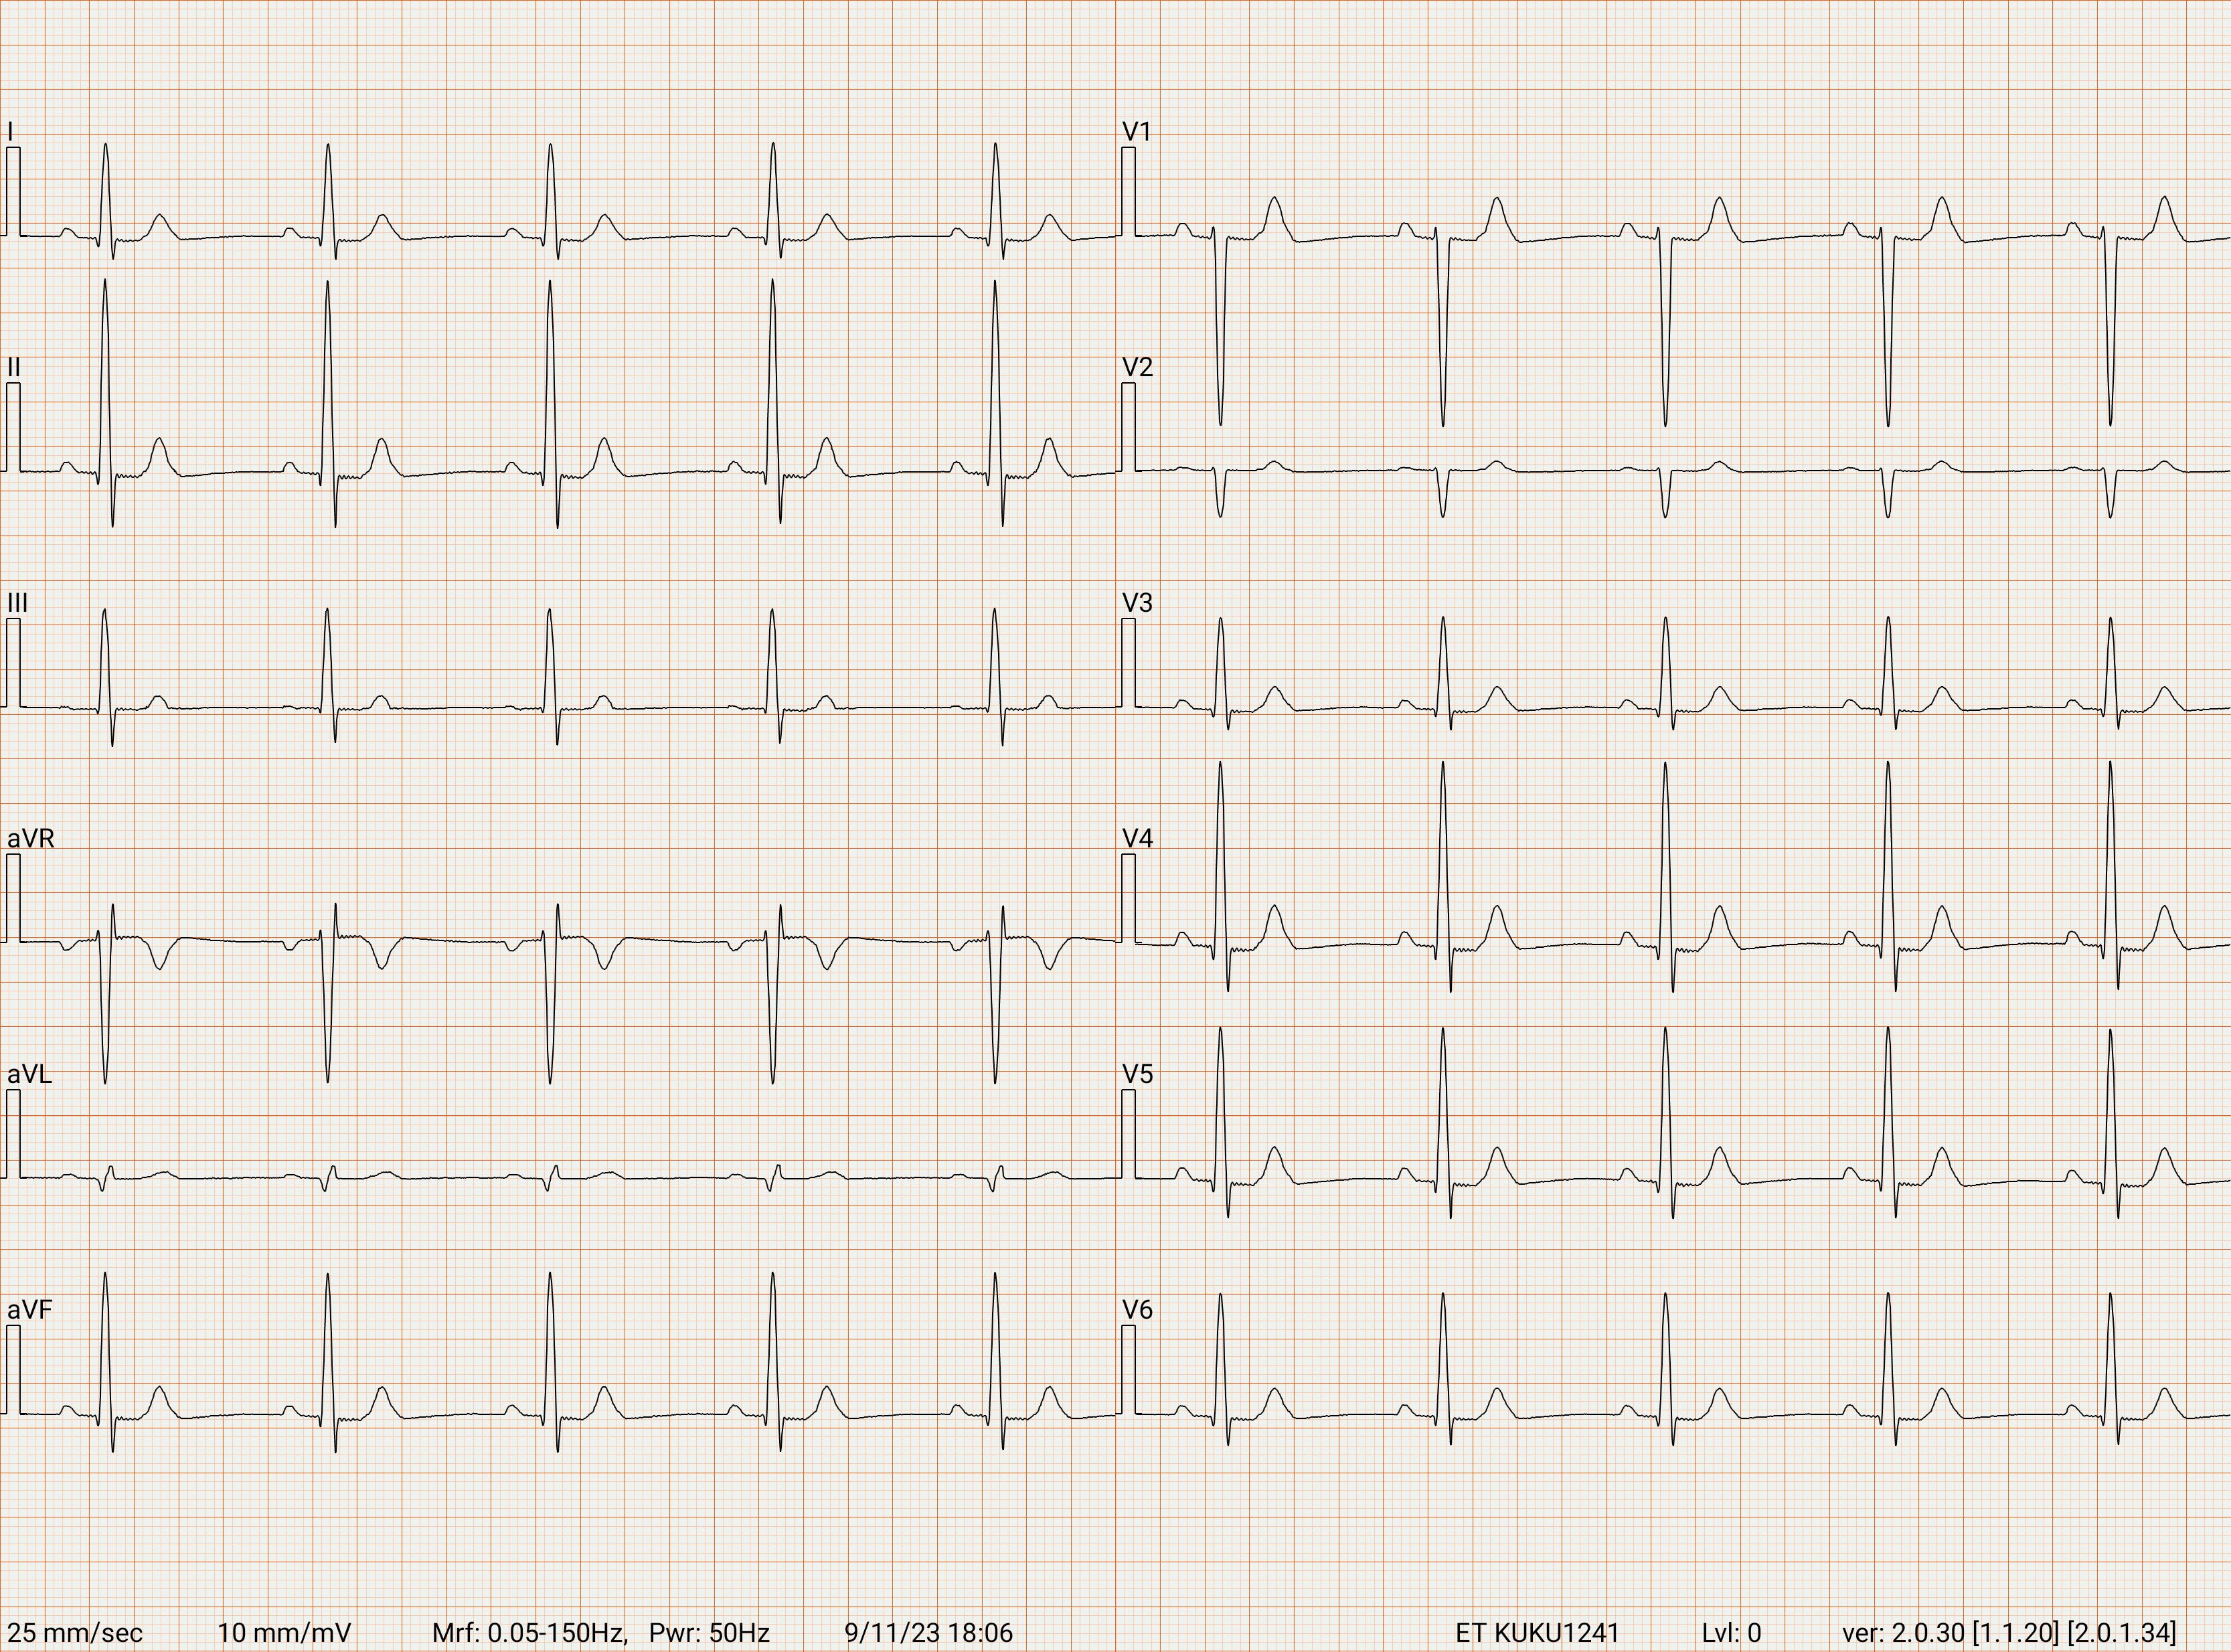 I
V1
II
V2
III
V3
aVR
V4
aVL
V5
aVF
V6
25 mm/sec 10 mm/mV Mrf: 0.05-150Hz, Pwr: 50Hz 9/11/23 18:06 ET KUKU1241 Lvl: 0 ver: 2.0.30 [1.1.20] [2.0.1.34]